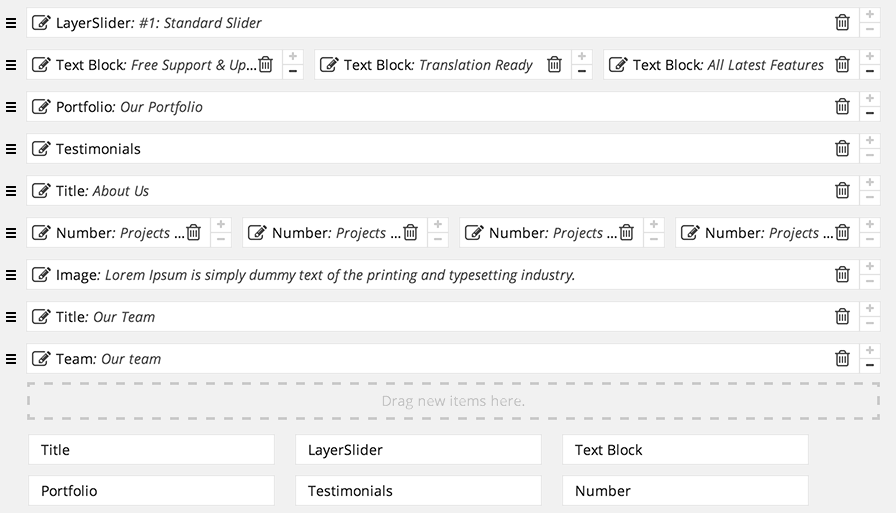 LayerSlider: #1: Standard Slider
Text Block: Free Support & Up... Text Block: Translation Ready Text Block: All Latest Features
Portfolio: Our Portfolio
Testimonials
Title: About Us
Number: Projects ... Number: Projects ... Number: Projects ... Number: Projects ...
Image: Lorem Ipsum is simply dummy text of the printing and typesetting industry.
Title: Our Team
Team: Our team
Drag new items here.
Title LayerSlider Text Block
Portfolio Testimonials Number